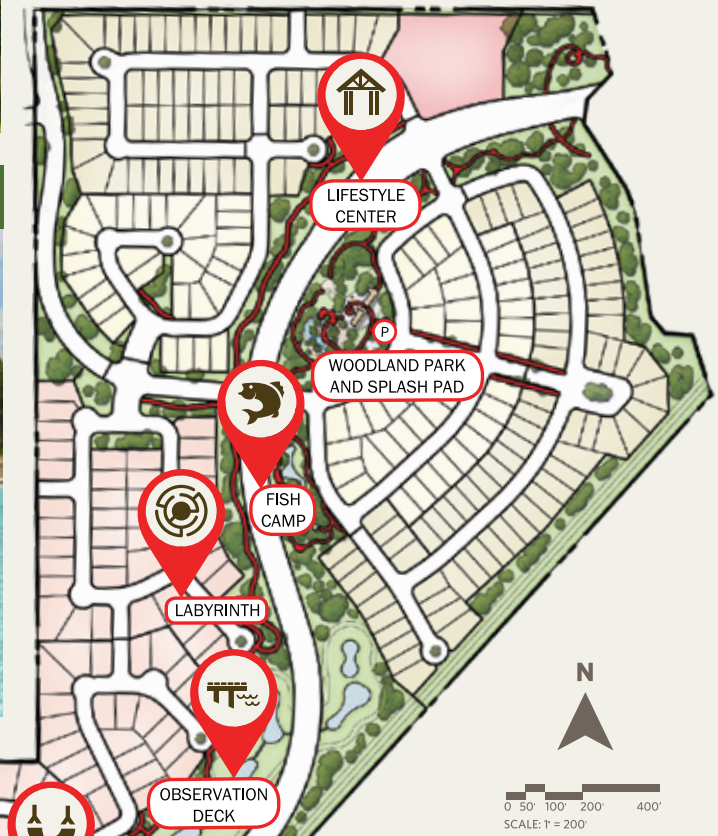 LIFESTYLE
CENTER
P
WOODLAND PARK
AND SPLASH PAD
FISH
CAMP
LABYRINTH
OBSERVATION
DECK
N
0 50' 100' 200' 400'
SCALE: 1" = 200'